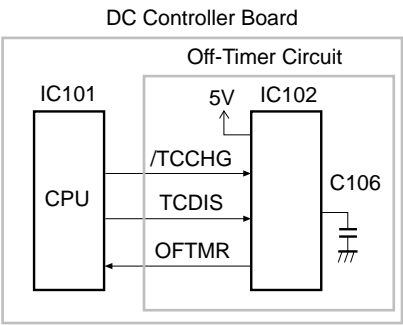 DC Controller Board
Off-Timer Circuit
IC101
5V
IC102
/TCCHG
C106
CPU
TCDIS
OFTMR